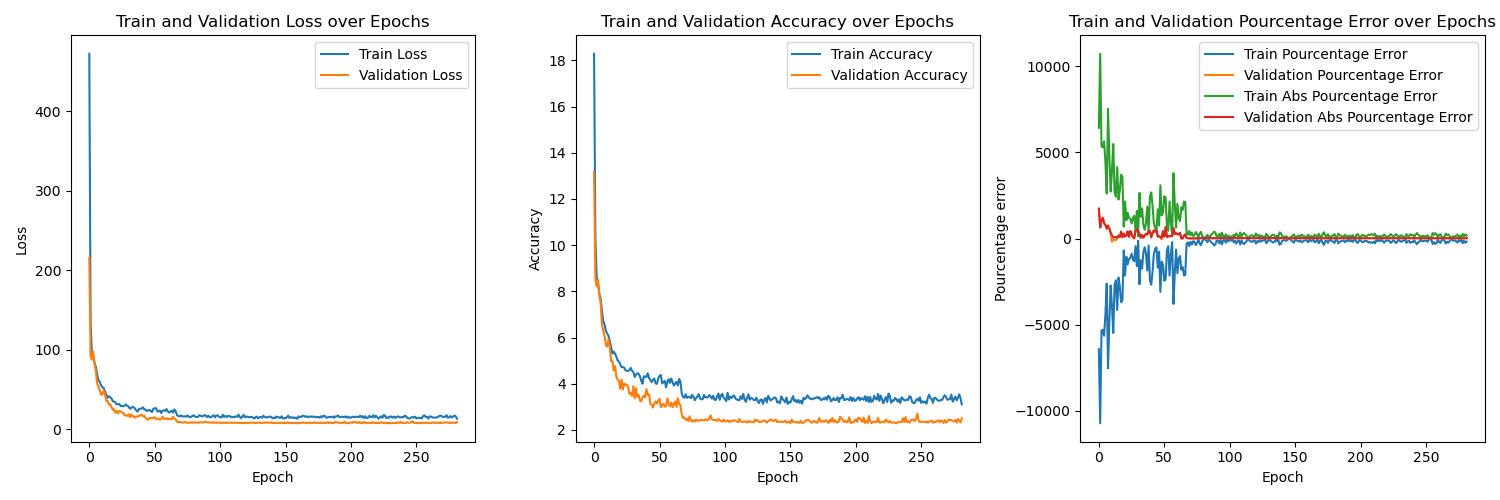 Train and Validation Loss over Epochs
Train Loss
Validation Loss
400
300
200
100
0
Loss
0 50 100 150 200 250
Epoch
Train and Validation Accuracy over Epochs
Train Accuracy
Validation Accuracy
18
16
14
12
10
8
6
4
2
Accuracy
0 50 100 150 200 250
Epoch
Train and Validation Pourcentage Error over Epochs
Train Pourcentage Error
Validation Pourcentage Error
Train Abs Pourcentage Error
Validation Abs Pourcentage Error
10000
5000
0
−5000
−10000
Pourcentage error
0 50 100 150 200 250
Epoch